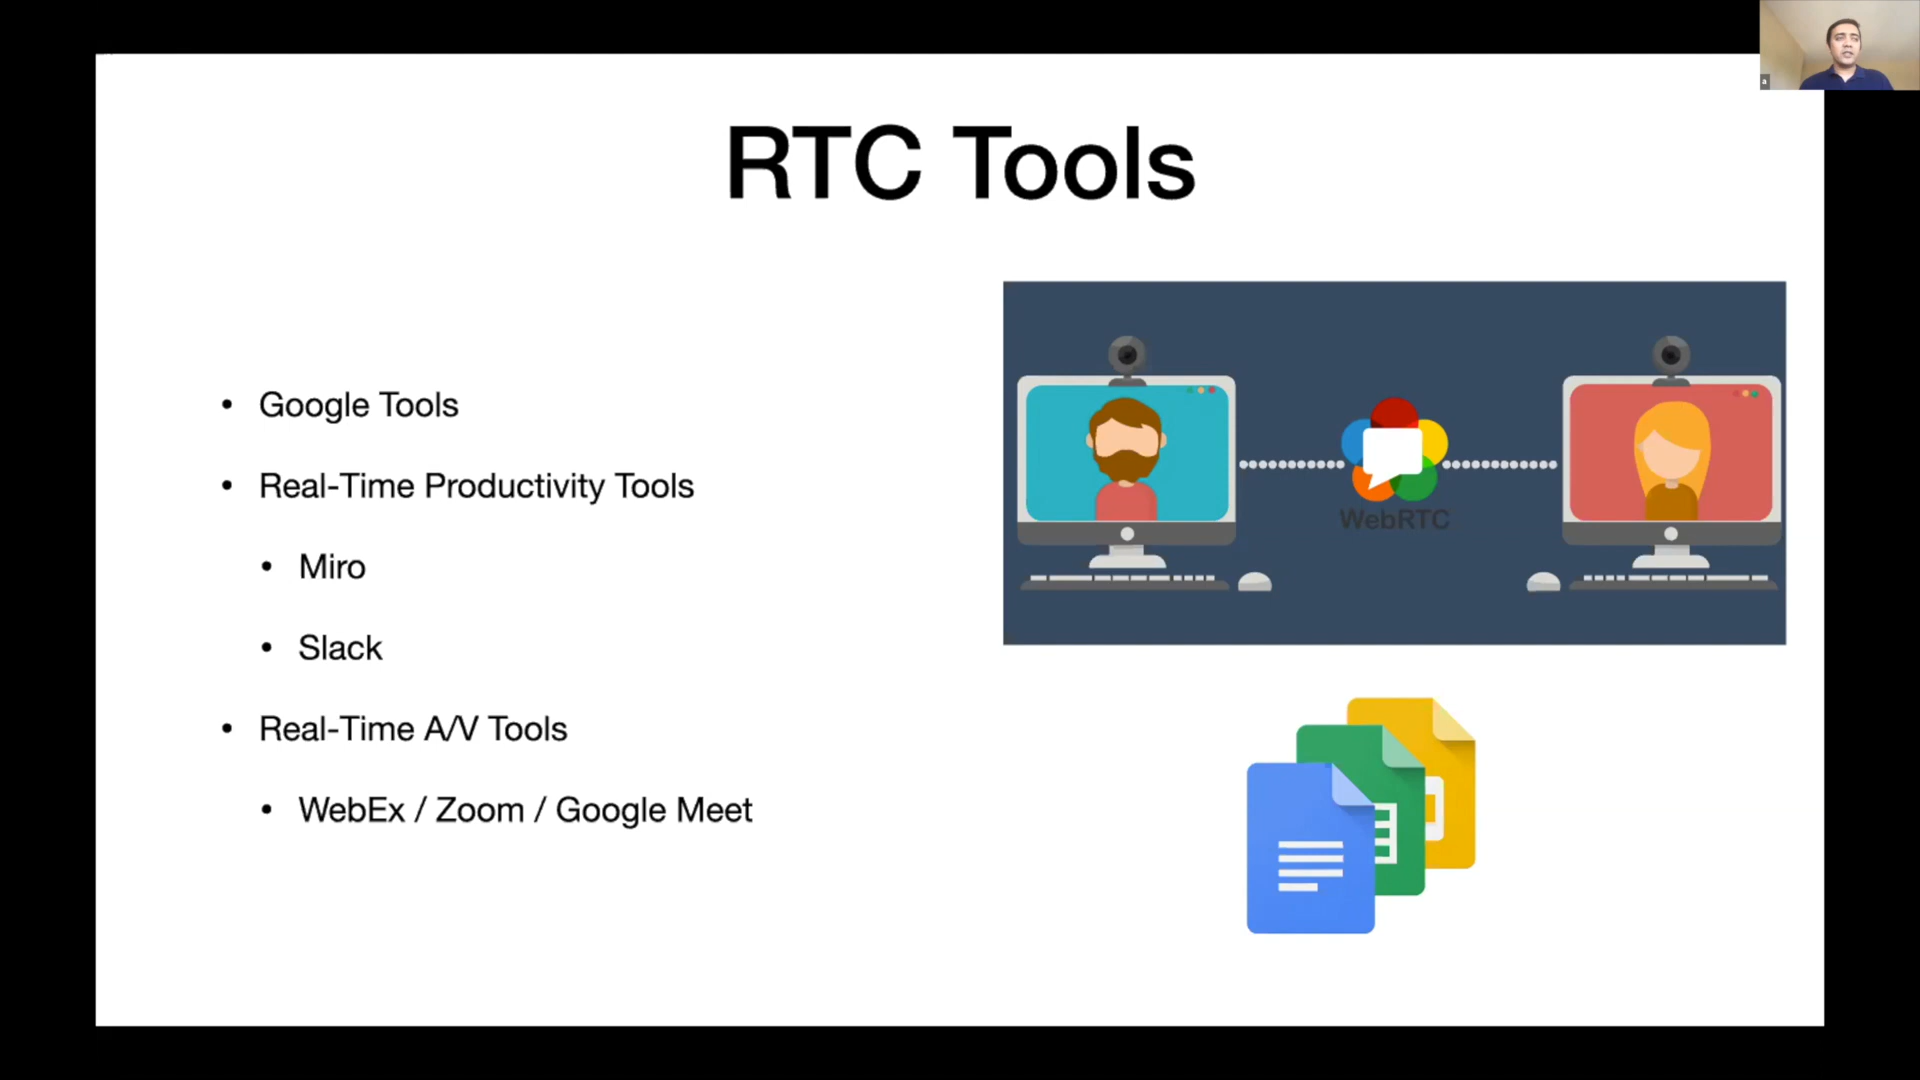 RTC Tools
• Google Tools
• Real-Time Productivity Tools
• Miro
• Slack
• Real-Time A/V Tools
• WebEx / Zoom / Google Meet
WebRTC
a